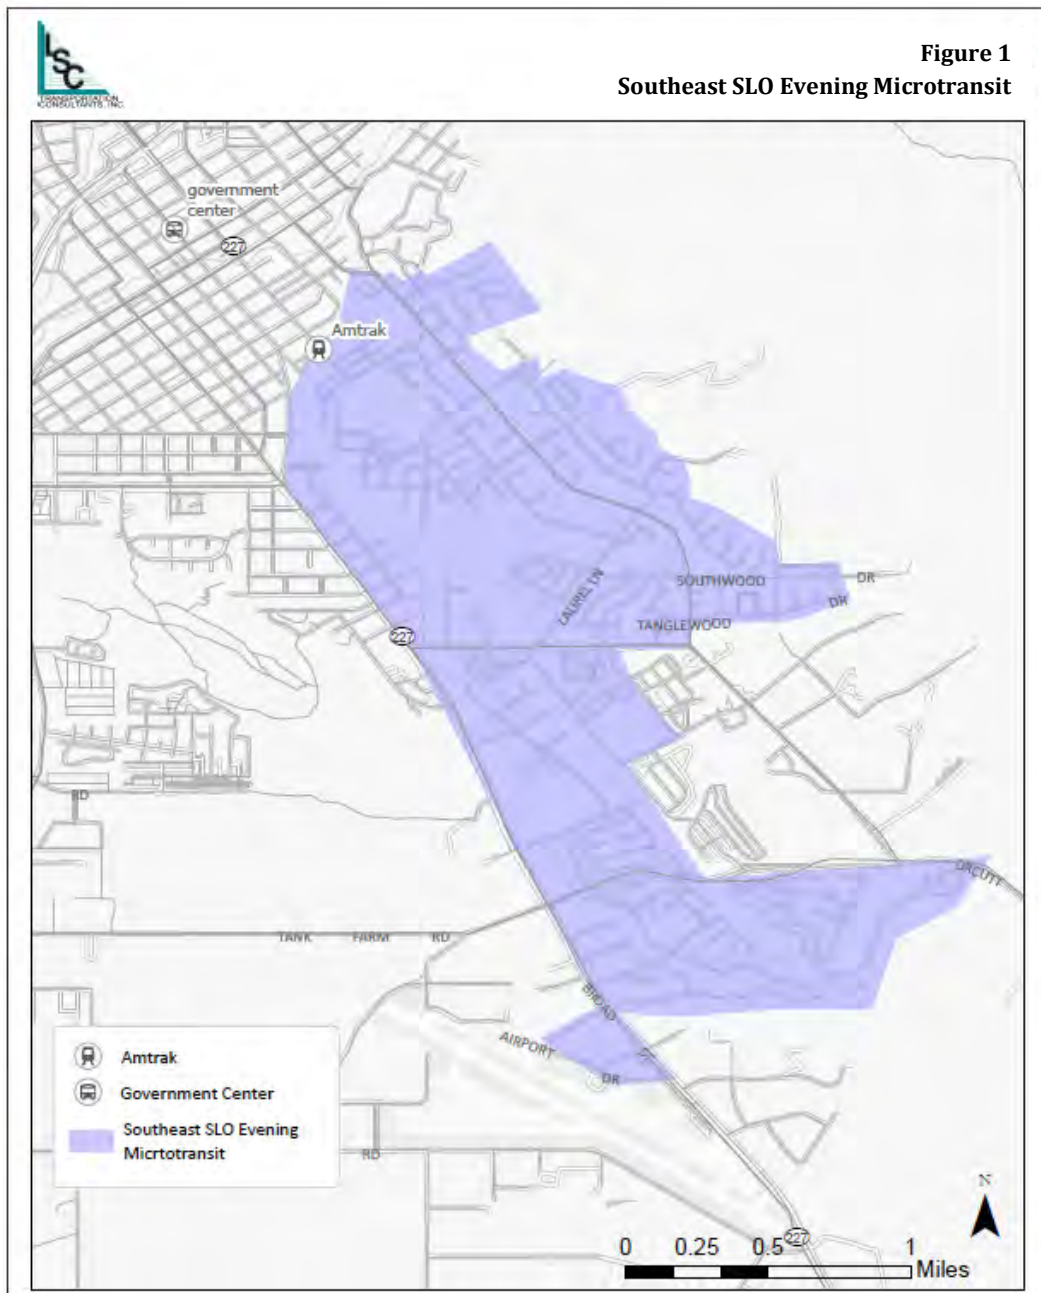 LSC
TRANSPORTATION
CONSULTANTS, INC.
Figure 1
Southeast SLO Evening Microtransit
government
center
227
Amtrak
SOUTHWOOD
DR
LAUREL LN
DR
TANGLEWOOD
227
RD
ORCUTT
TANK FARM RD
BROAD
ST
AIRPORT
DR
Amtrak
Government Center
Southeast SLO Evening
Micrtotransit
RD
N
227
0 0.25 0.5 1
Miles